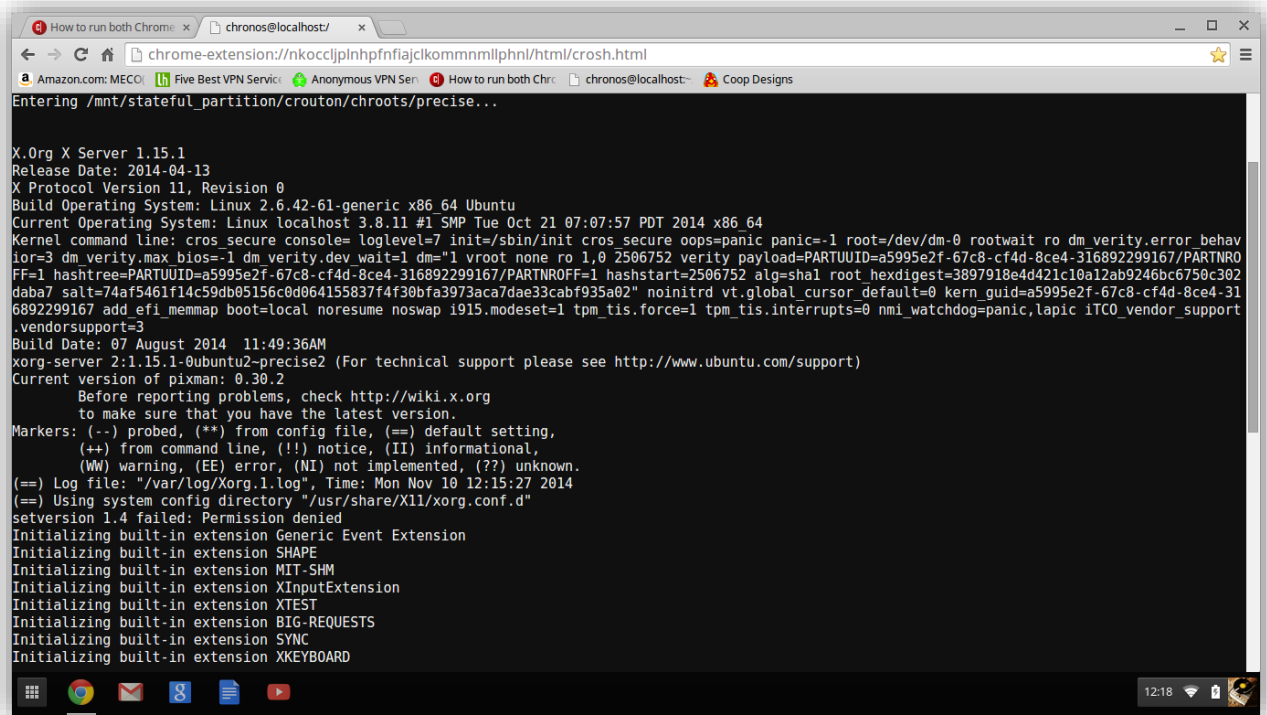 How to run both Chrome
chronos@localhost:/
chrome-extension://nkoccljplnhpfnfiajclkommnmllphnl/html/crosh.html
Amazon.com: MECO( Five Best VPN Service Anonymous VPN Ser How to run both Chro chronos@localhost:~ Coop Designs
Entering /mnt/stateful_partition/crouton/chroots/precise...
X.Org X Server 1.15.1
Release Date: 2014-04-13
X Protocol Version 11, Revision 0
Build Operating System: Linux 2.6.42-61-generic x86_64 Ubuntu
Current Operating System: Linux localhost 3.8.11 #1 SMP Tue Oct 21 07:07:57 PDT 2014 x86_64
Kernel command line: cros_secure console= loglevel=7 init=/sbin/init cros_secure oops=panic panic=-1 root=/dev/dm-0 rootwait ro dm_verity.error_behav
ior=3 dm_verity.max_bios=-1 dm_verity.dev_wait=1 dm="1 vroot none ro 1,0 2506752 verity payload=PARTUUID=a5995e2f-67c8-cf4d-8ce4-316892299167/PARTNRO
FF=1 hashtree=PARTUUID=a5995e2f-67c8-cf4d-8ce4-316892299167/PARTNROFF=1 hashstart=2506752 alg=sha1 root_hexdigest=3897918e4d421c10a12ab9246bc6750c302
daba7 salt=74af5461f14c59db05156c0d064155837f4f30bfa3973aca7dae33cabf935a02" noinitrd vt.global_cursor_default=0 kern_guid=a5995e2f-67c8-cf4d-8ce4-31
6892299167 add_efi_memmap boot=local noresume noswap i915.modeset=1 tpm_tis.force=1 tpm_tis.interrupts=0 nmi_watchdog=panic,lapic iTCO_vendor_support
.vendorsupport=3
Build Date: 07 August 2014  11:49:36AM
xorg-server 2:1.15.1-0ubuntu2~precise2 (For technical support please see http://www.ubuntu.com/support)
Current version of pixman: 0.30.2
Before reporting problems, check http://wiki.x.org
to make sure that you have the latest version.
Markers: (--) probed, (**) from config file, (==) default setting,
(++) from command line, (!!) notice, (II) informational,
(WW) warning, (EE) error, (NI) not implemented, (??) unknown.
(==) Log file: "/var/log/Xorg.1.log", Time: Mon Nov 10 12:15:27 2014
(==) Using system config directory "/usr/share/X11/xorg.conf.d"
setversion 1.4 failed: Permission denied
Initializing built-in extension Generic Event Extension
Initializing built-in extension SHAPE
Initializing built-in extension MIT-SHM
Initializing built-in extension XInputExtension
Initializing built-in extension XTEST
Initializing built-in extension BIG-REQUESTS
Initializing built-in extension SYNC
Initializing built-in extension XKEYBOARD
12:18